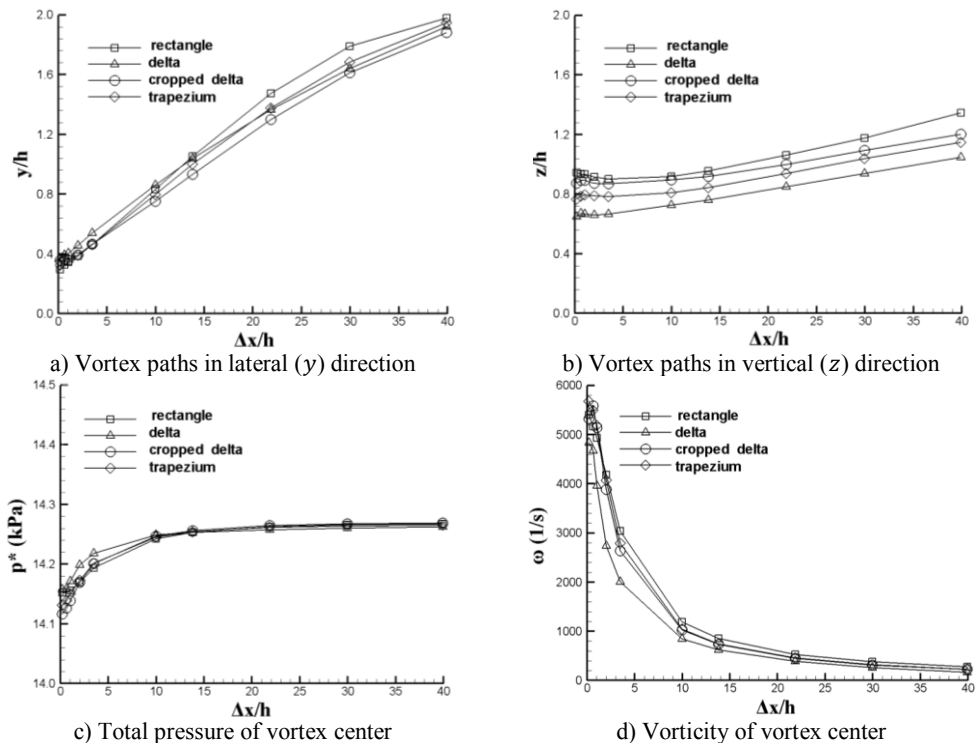 2.0
1.6
1.2
0.8
0.4
0.0
y/h
rectangle
delta
cropped delta
trapezium
0 5 10 15 20 25 30 35 40
Δx/h
a) Vortex paths in lateral (y) direction
2.0
1.6
1.2
0.8
0.4
0.0
z/h
rectangle
delta
cropped delta
trapezium
0 5 10 15 20 25 30 35 40
Δx/h
b) Vortex paths in vertical (z) direction
14.5
14.4
14.3
14.2
14.1
14.0
p* (kPa)
rectangle
delta
cropped delta
trapezium
0 5 10 15 20 25 30 35 40
Δx/h
c) Total pressure of vortex center
6000
5000
4000
3000
2000
1000
0
ω (1/s)
rectangle
delta
cropped delta
trapezium
0 5 10 15 20 25 30 35 40
Δx/h
d) Vorticity of vortex center